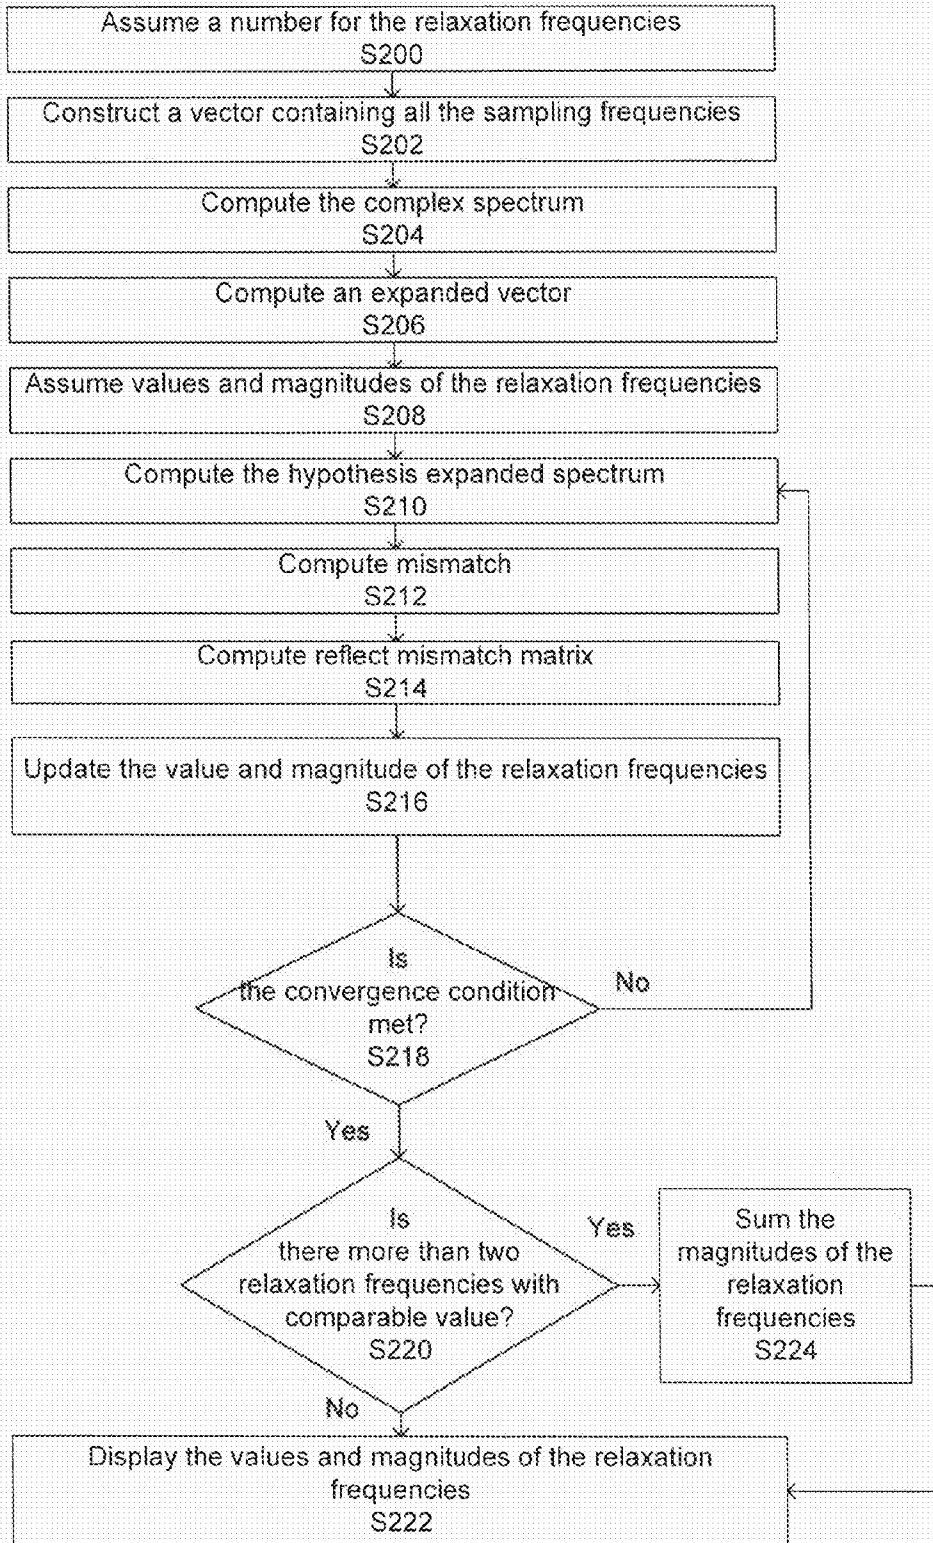 Assume a number for the relaxation frequencies
S200
Construct a vector containing all the sampling frequencies
S202
Compute the complex spectrum
S204
Compute an expanded vector
S206
Assume values and magnitudes of the relaxation frequencies
S208
Compute the hypothesis expanded spectrum
S210
Compute mismatch
S212
Compute reflect mismatch matrix
S214
Update the value and magnitude of the relaxation frequencies
S216
Is
the convergence condition
met?
S218
No
Yes
Is
there more than two
relaxation frequencies with
comparable value?
S220
Yes
Sum the
magnitudes of the
relaxation
frequencies
S224
No
Display the values and magnitudes of the relaxation
frequencies
S222